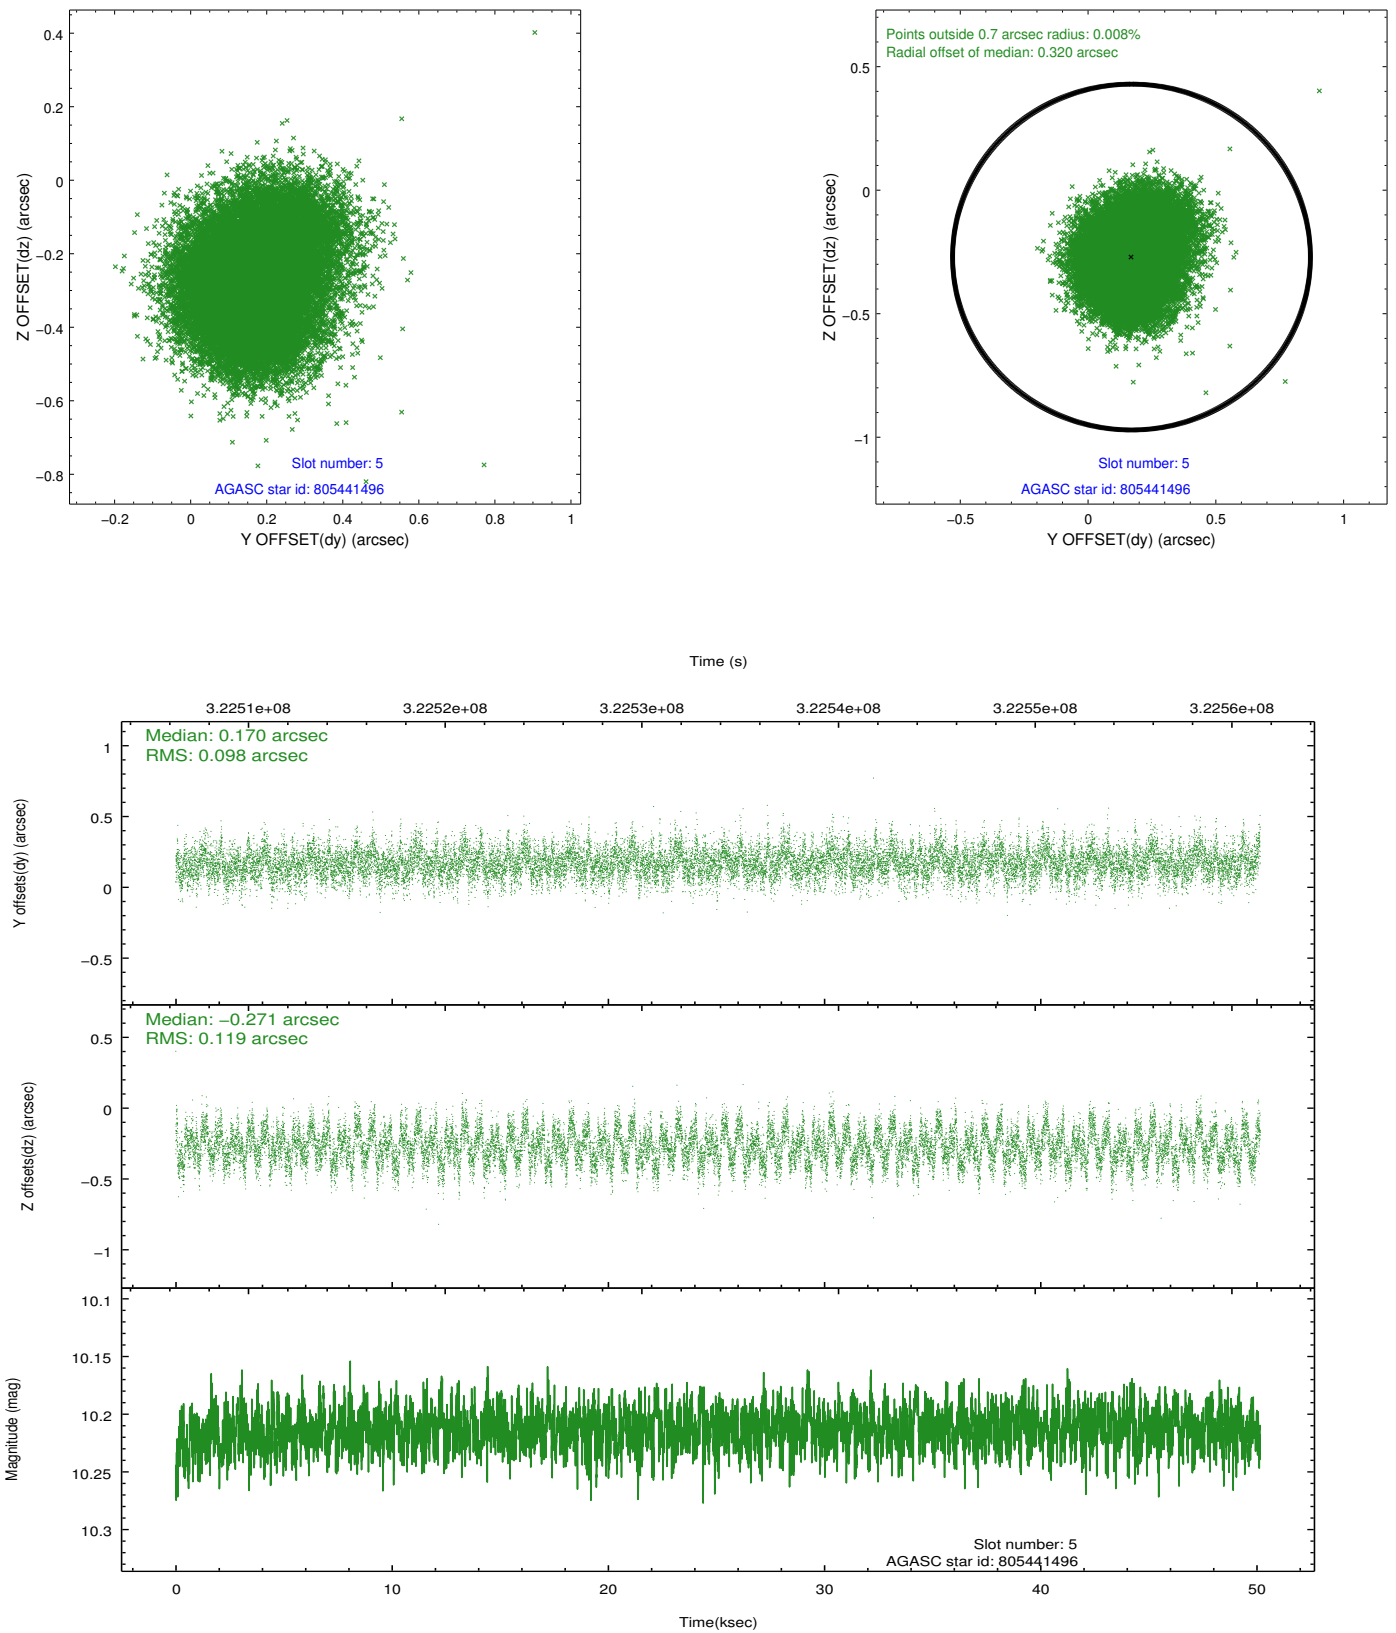 0.4
0.2
0
−0.2
−0.4
−0.6
−0.8
Z OFFSET(dz) (arcsec)
Slot number: 5
AGASC star id: 805441496
−0.2 0 0.2 0.4 0.6 0.8 1
Y OFFSET(dy) (arcsec)
Points outside 0.7 arcsec radius: 0.008%
Radial offset of median: 0.320 arcsec
0.5
0
−0.5
−1
Z OFFSET(dz) (arcsec)
Slot number: 5
AGASC star id: 805441496
−0.5 0 0.5 1
Y OFFSET(dy) (arcsec)
Time (s)
3.2251e+08 3.2252e+08 3.2253e+08 3.2254e+08 3.2255e+08 3.2256e+08
Median: 0.170 arcsec
RMS: 0.098 arcsec
1
0.5
0
−0.5
Y offsets(dy) (arcsec)
Median: −0.271 arcsec
RMS: 0.119 arcsec
0.5
0
−0.5
−1
Z offsets(dz) (arcsec)
10.1
10.15
10.2
10.25
10.3
Magnitude (mag)
Slot number: 5
AGASC star id: 805441496
0 10 20 30 40 50
Time(ksec)